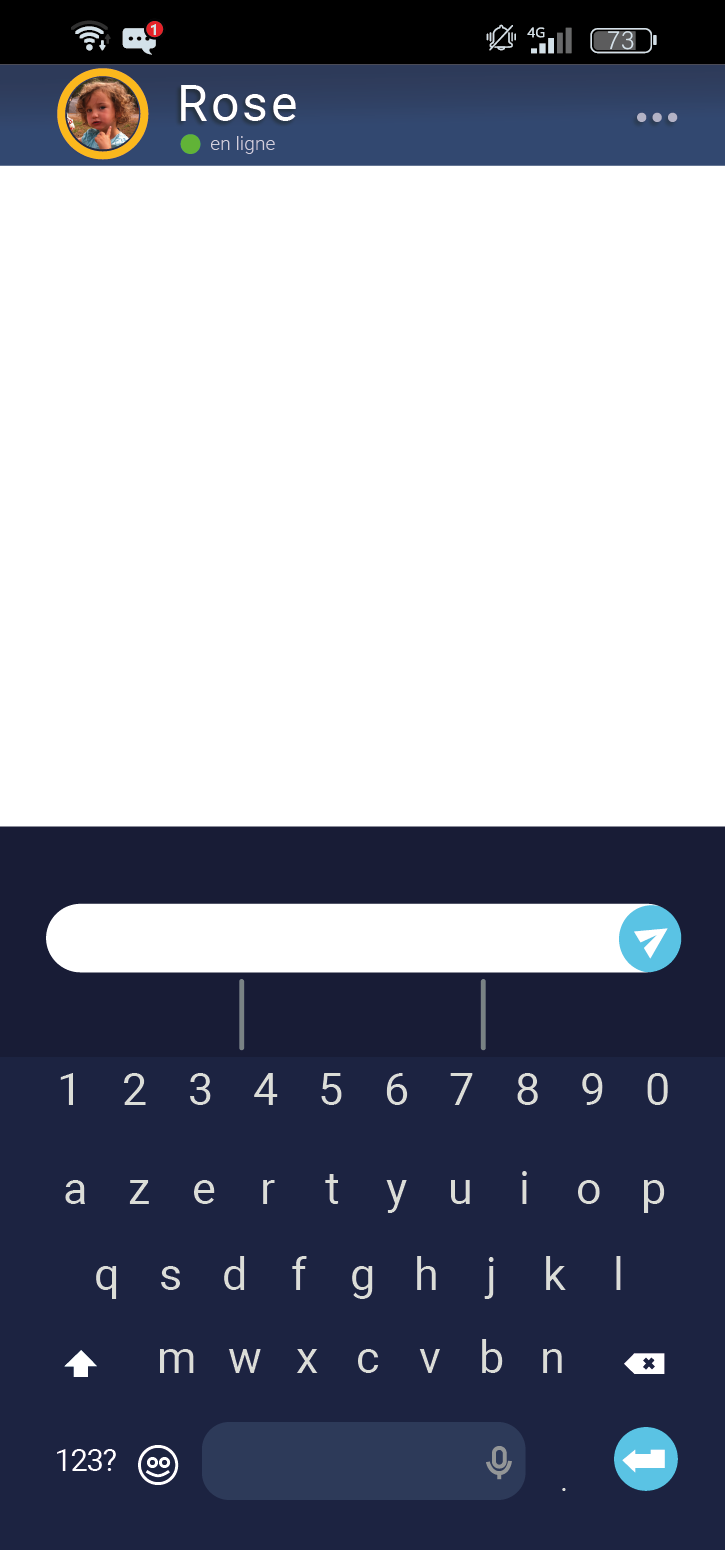 1
4G
73
Rose
en ligne
1 2 3 4 5 6 7 8 9 0
a z e r t y u i o p
q s d f g h j k l
m w x c v b n
123? .